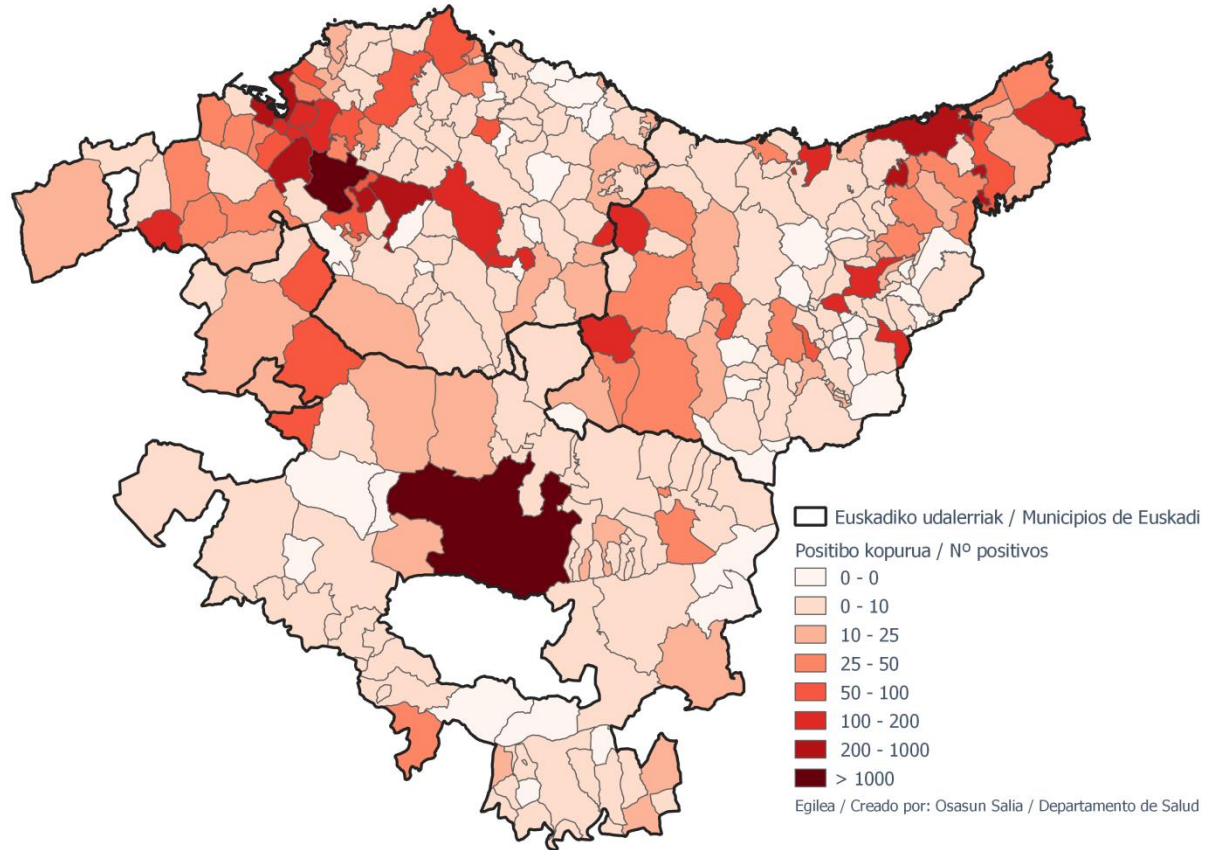 Euskadiko udalerriak / Municipios de Euskadi
Positibo kopurua / Nº positivos
0 - 0
0 - 10
10 - 25
25 - 50
50 - 100
100 - 200
200 - 1000
> 1000
Egilea / Creado por: Osasun Salia / Departamento de Salud